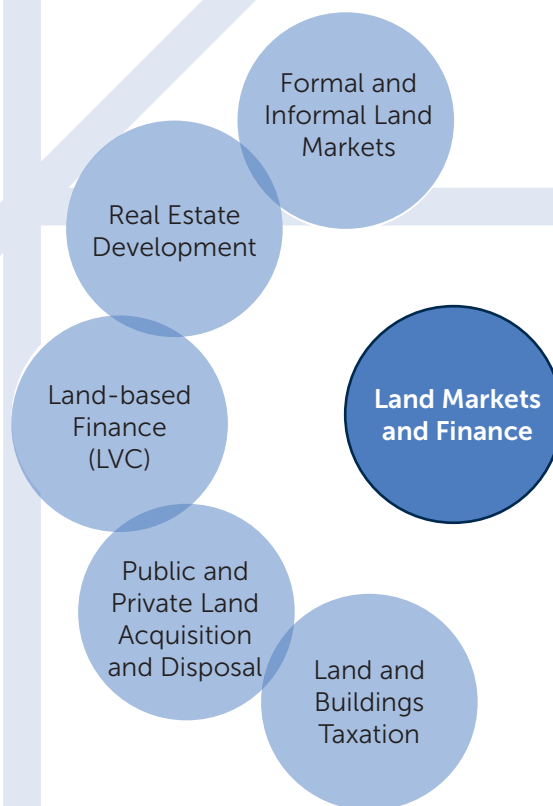 Formal and
Informal Land
Markets
Real Estate
Development
Land-based
Finance
(LVC)
Land Markets
and Finance
Public and
Private Land
Acquisition
and Disposal
Land and
Buildings
Taxation